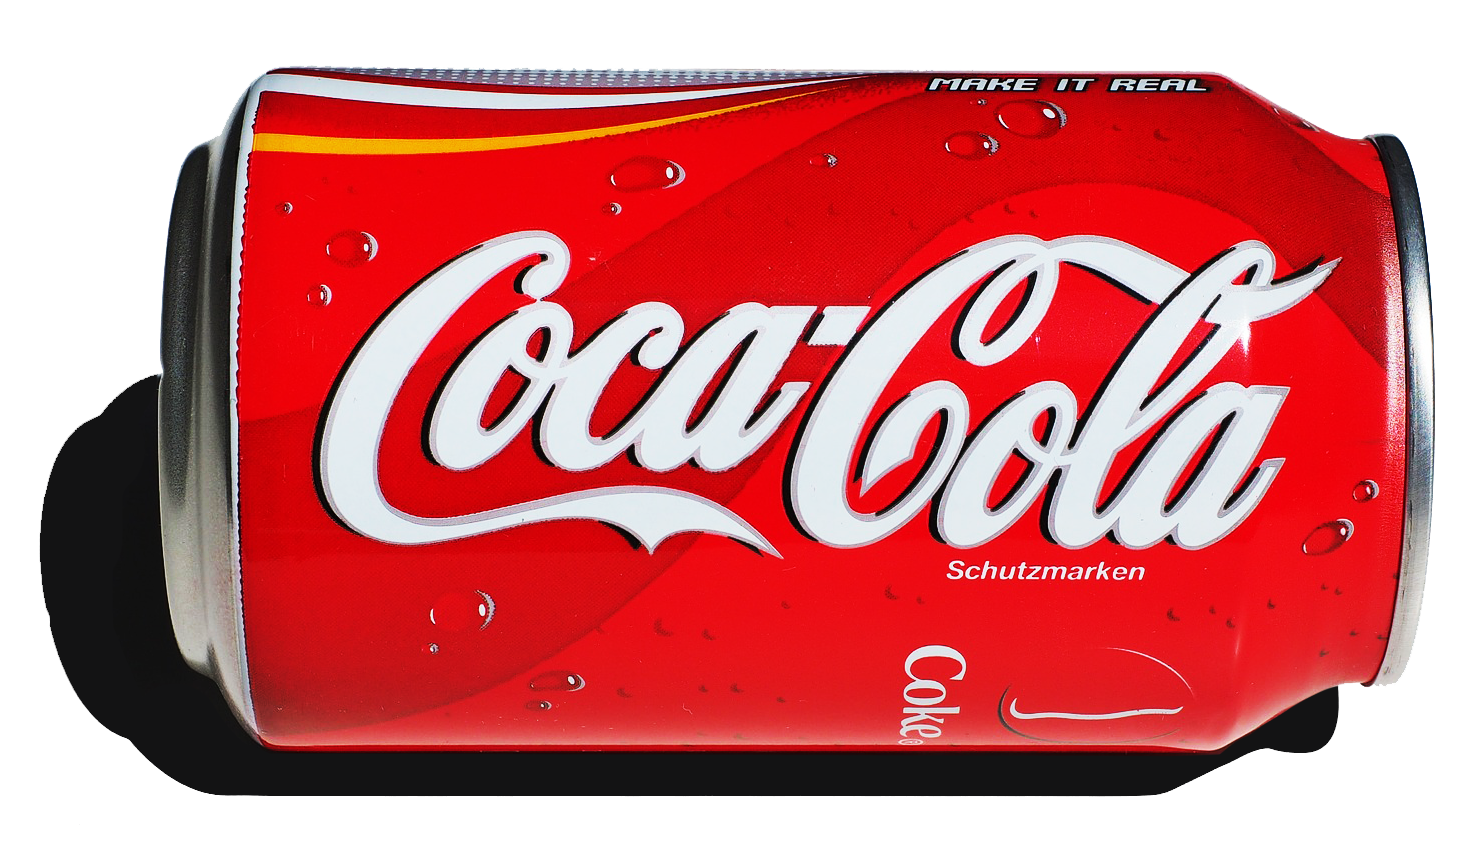 MAKE IT REAL
Coca-Cola
Schutzmarken
Coke®